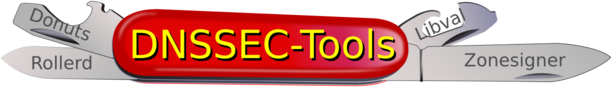 Donuts
Rollerd
DNSSEC-Tools
Libval
Zonesigner